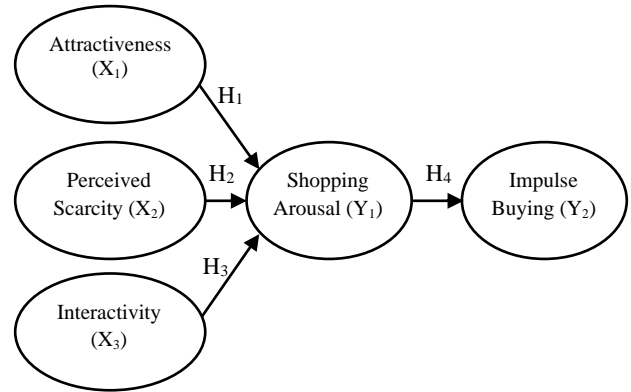 Attractiveness
(X₁)
H₁
Perceived
Scarcity (X₂)
H₂
Shopping
Arousal (Y₁)
H₄
Impulse
Buying (Y₂)
H₃
Interactivity
(X₃)